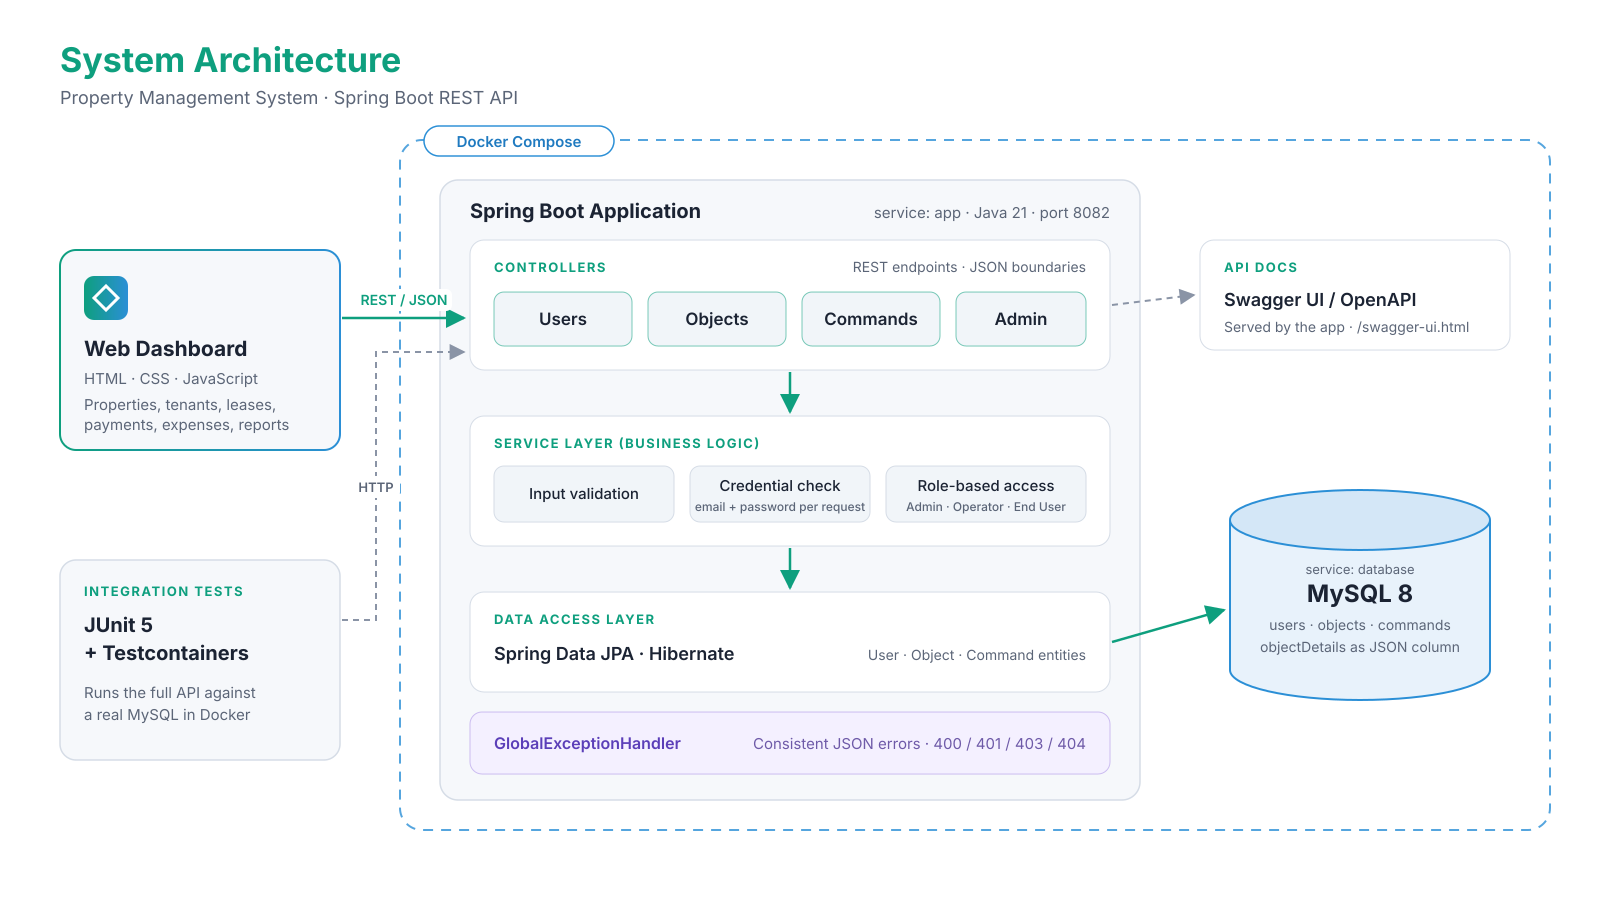 System Architecture
Property Management System · Spring Boot REST API
Docker Compose
Spring Boot Application
service: app · Java 21 · port 8082
CONTROLLERS
REST endpoints · JSON boundaries
Users
Objects
Commands
Admin
REST / JSON
Web Dashboard
HTML · CSS · JavaScript
Properties, tenants, leases,
payments, expenses, reports
API DOCS
Swagger UI / OpenAPI
Served by the app · /swagger-ui.html
SERVICE LAYER (BUSINESS LOGIC)
Input validation
Credential check
email + password per request
Role-based access
Admin · Operator · End User
HTTP
INTEGRATION TESTS
JUnit 5
+ Testcontainers
Runs the full API against
a real MySQL in Docker
DATA ACCESS LAYER
Spring Data JPA · Hibernate
User · Object · Command entities
service: database
MySQL 8
users · objects · commands
objectDetails as JSON column
GlobalExceptionHandler
Consistent JSON errors · 400 / 401 / 403 / 404